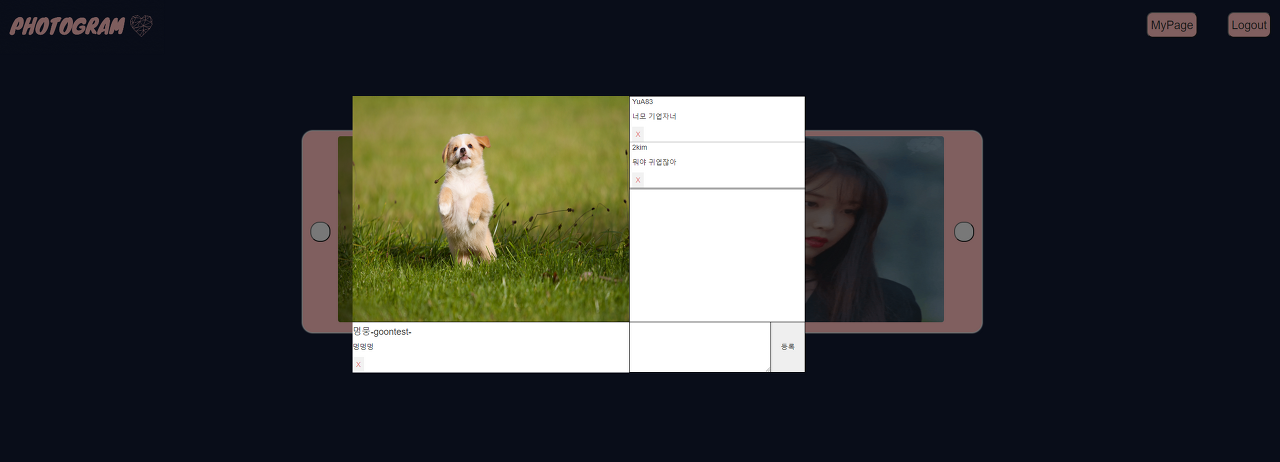 PHOTOGRAM
MyPage
Logout
YuA83
너모 기엽자너
X
2kim
뭐야 귀엽잖아
X
멍뭉-goontest-
멍멍멍
X
등록